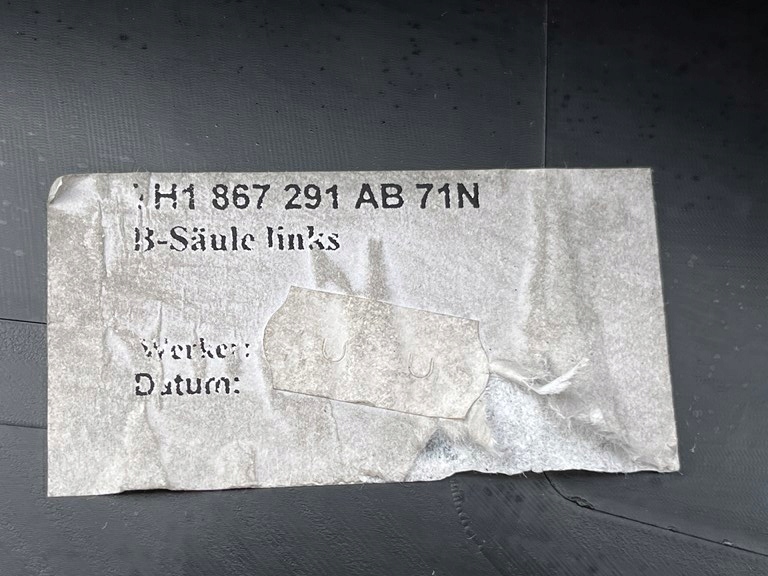 H1 867 291 AB 71N
B-Säule links
Werker:
Datum: